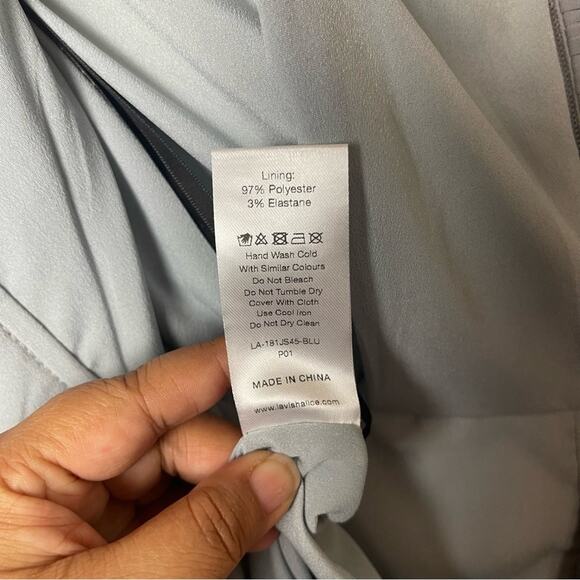 Lining:
97% Polyester
3% Elastane
Hand Wash Cold
With Similar Colours
Do Not Bleach
Do Not Tumble Dry
Cover With Cloth
Use Cool Iron
Do Not Dry Clean
LA-181JS45-BLU
P01
MADE IN CHINA
www.lavishalice.com